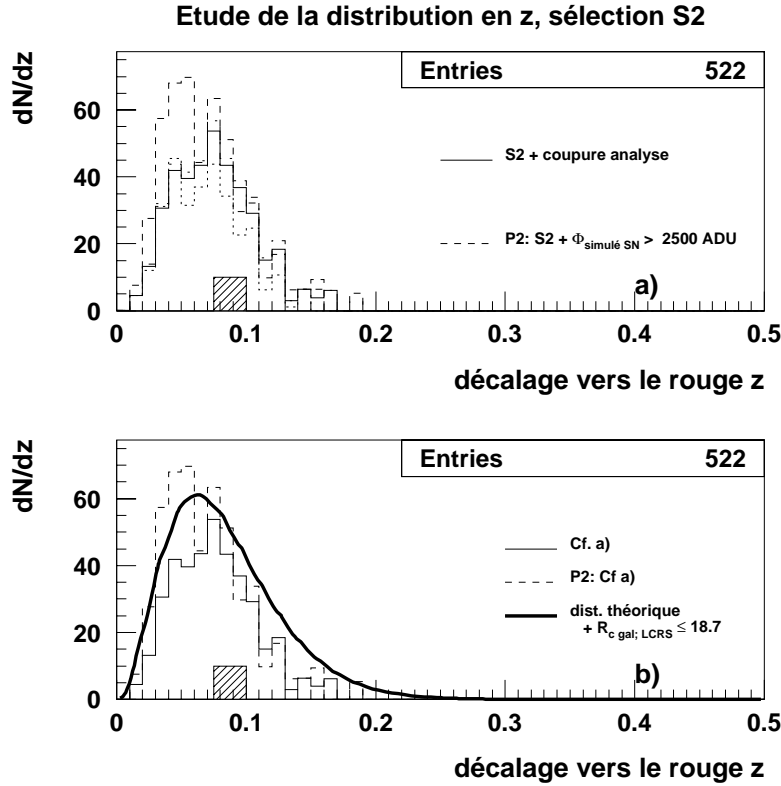 Etude de la distribution en z, sélection S2
dN/dz
Entries 522
60
40
20
0
S2 + coupure analyse
P2: S2 + Φsimulé SN > 2500 ADU
a)
0 0.1 0.2 0.3 0.4 0.5
décalage vers le rouge z
dN/dz
Entries 522
60
40
20
0
Cf. a)
P2: Cf a)
dist. théorique
+ Rc gal; LCRS ≤ 18.7
b)
0 0.1 0.2 0.3 0.4 0.5
décalage vers le rouge z